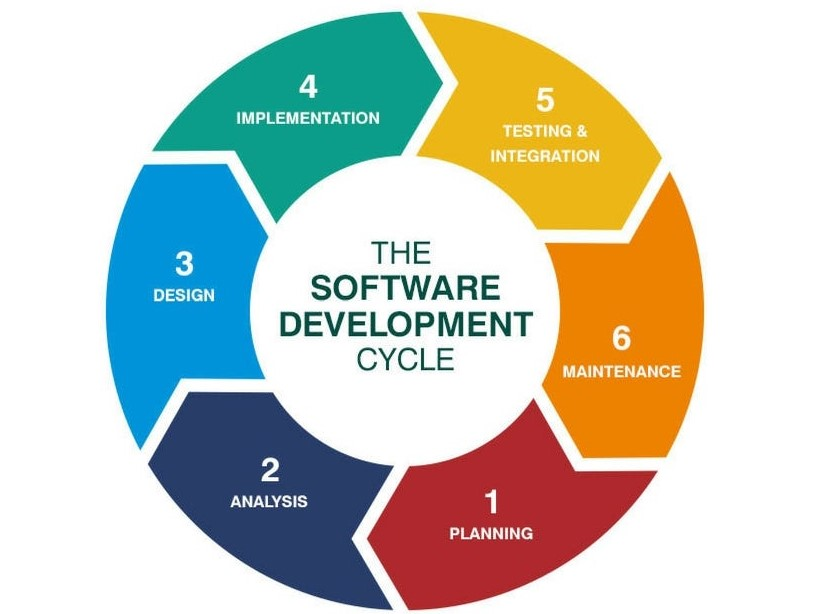 4
IMPLEMENTATION
5
TESTING &
INTEGRATION
3
DESIGN
THE
SOFTWARE
DEVELOPMENT
CYCLE
6
MAINTENANCE
2
ANALYSIS
1
PLANNING